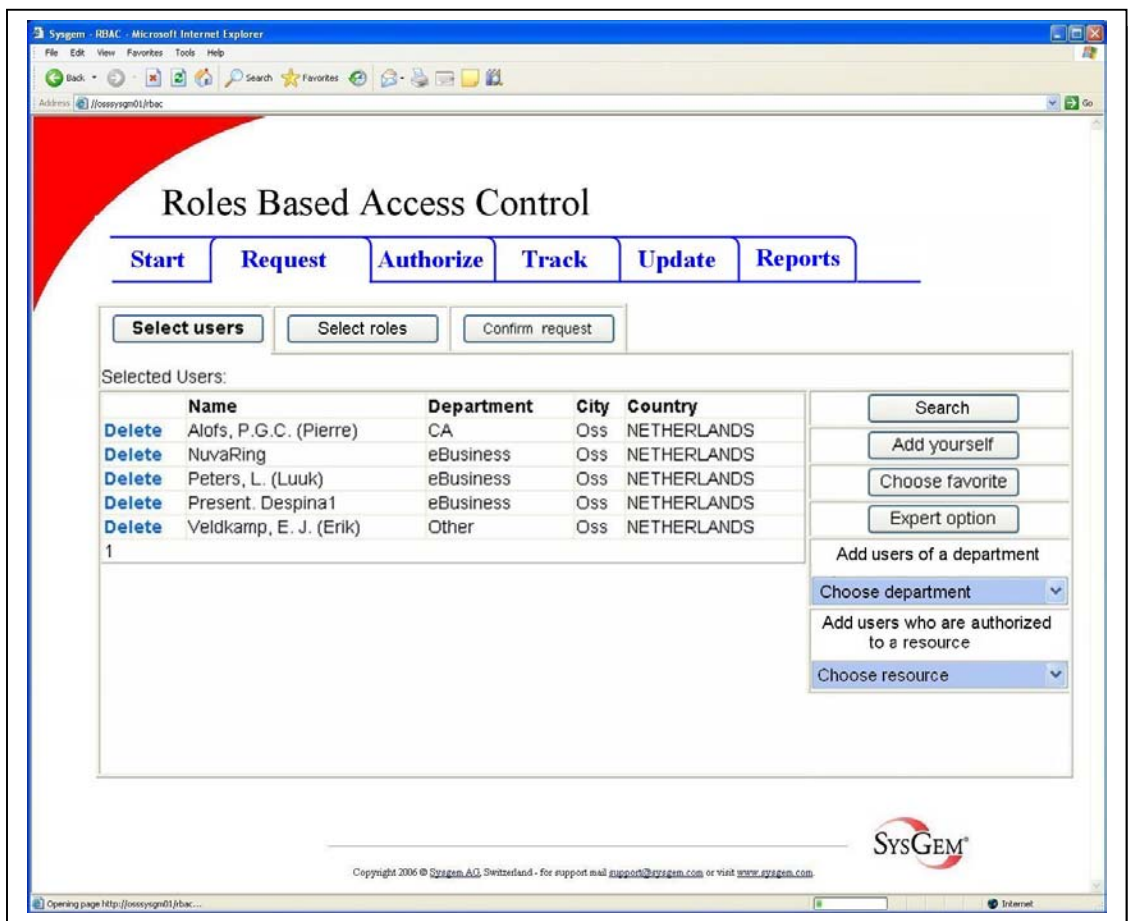 Sysgem - RBAC - Microsoft Internet Explorer
File Edit View Favorites Tools Help
Back Search Favorites
Address //osssysgm01/rbac Go
Roles Based Access Control
Start Request Authorize Track Update Reports
Select users Select roles Confirm request
Selected Users:
Name Department City Country
Delete Alofs, P.G.C. (Pierre) CA Oss NETHERLANDS
Delete NuvaRing eBusiness Oss NETHERLANDS
Delete Peters, L. (Luuk) eBusiness Oss NETHERLANDS
Delete Present. Despina1 eBusiness Oss NETHERLANDS
Delete Veldkamp, E. J. (Erik) Other Oss NETHERLANDS
1
Search
Add yourself
Choose favorite
Expert option
Add users of a department
Choose department
Add users who are authorized
to a resource
Choose resource
SYSGEM®
Copyright 2006 © Sysgem AG, Switzerland - for support mail support@sysgem.com or visit www.sysgem.com.
Opening page http://osssysgm01/rbac... Internet